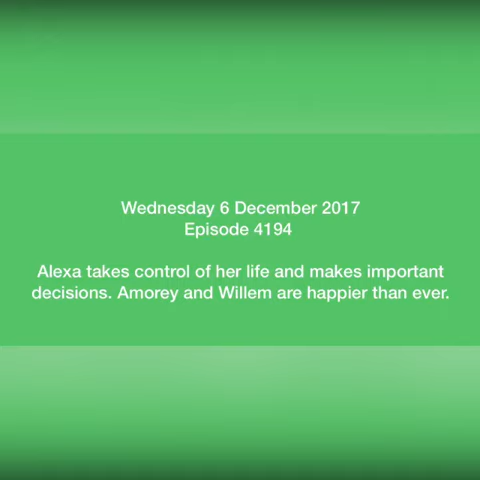 Wednesday 6 December 2017
Episode 4194
Alexa takes control of her life and makes important
decisions. Amorey and Willem are happier than ever.